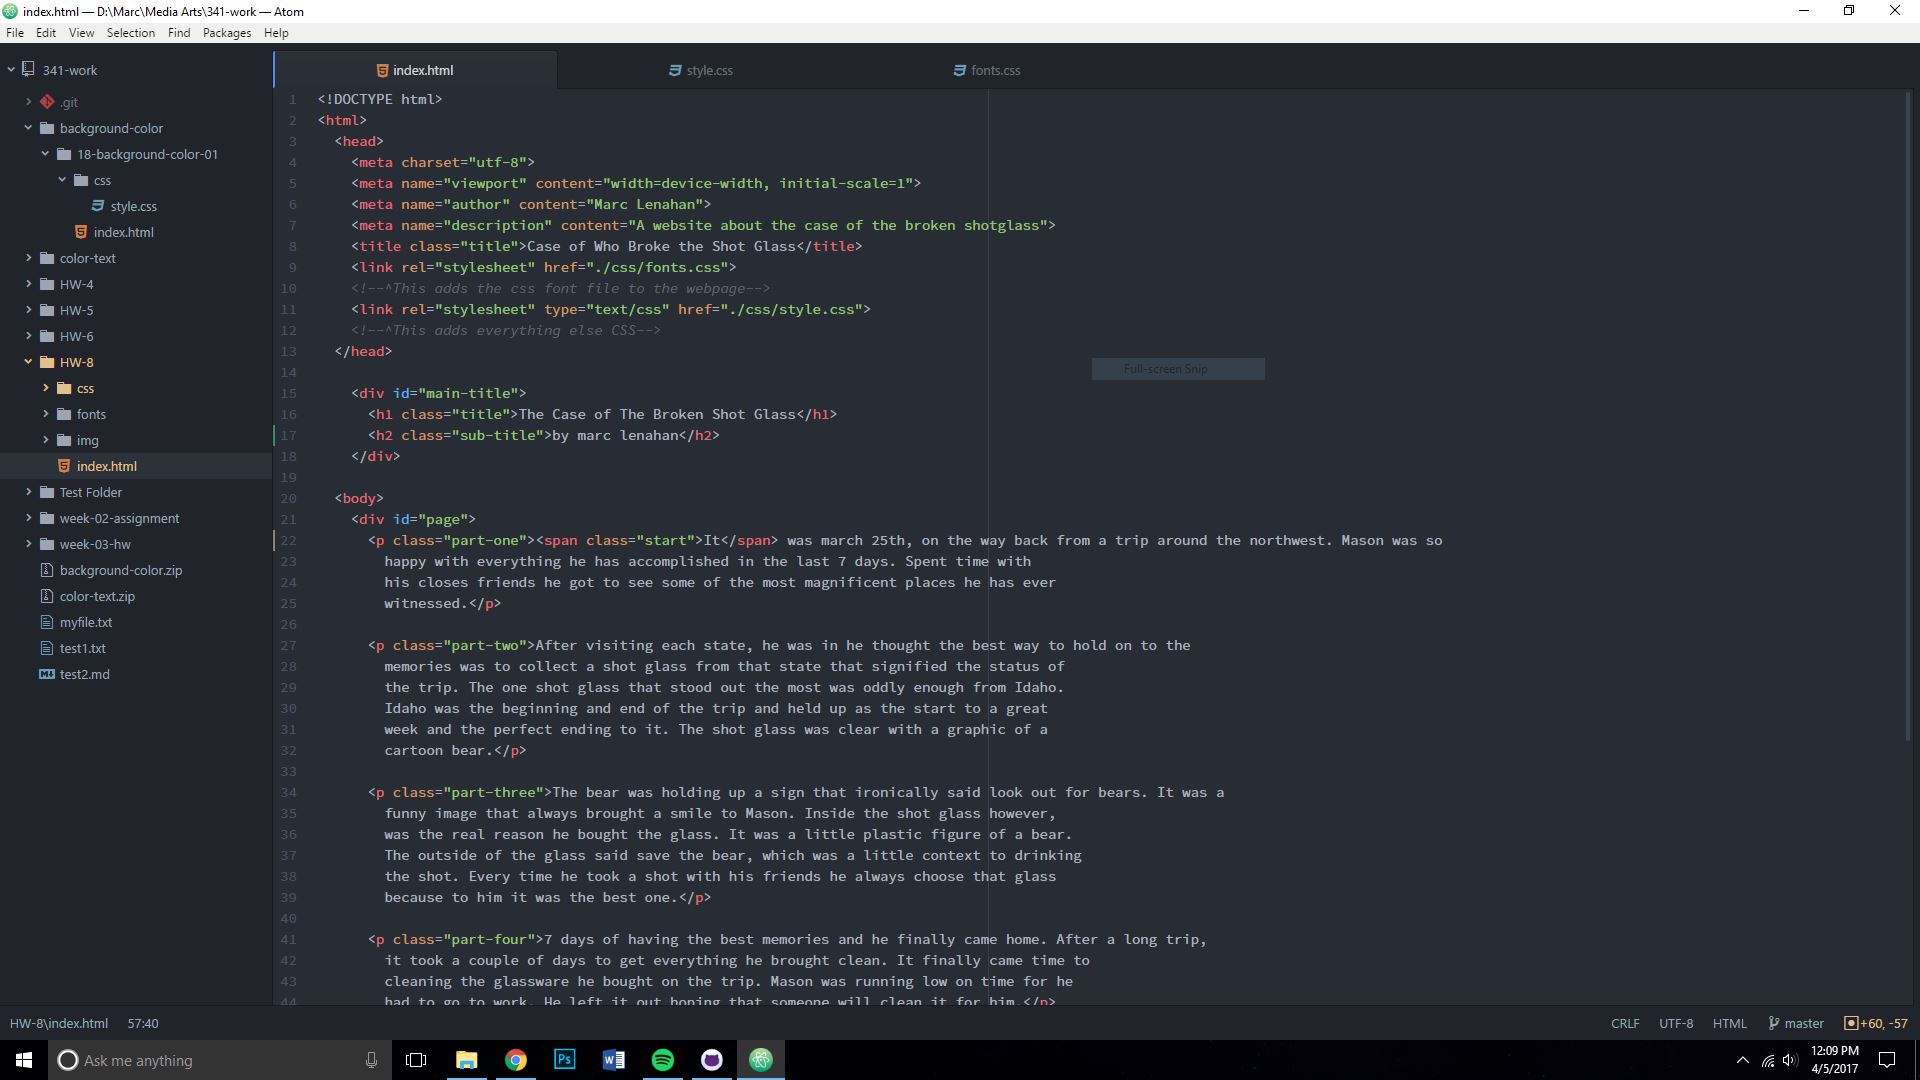 index.html — D:\Marc\Media Arts\341-work — Atom
File Edit View Selection Find Packages Help
341-work
.git
background-color
18-background-color-01
css
style.css
index.html
color-text
HW-4
HW-5
HW-6
HW-8
css
fonts
img
index.html
Test Folder
week-02-assignment
week-03-hw
background-color.zip
color-text.zip
myfile.txt
test1.txt
test2.md
index.html style.css fonts.css
1 <!DOCTYPE html>
2 <html>
3 <head>
4 <meta charset="utf-8">
5 <meta name="viewport" content="width=device-width, initial-scale=1">
6 <meta name="author" content="Marc Lenahan">
7 <meta name="description" content="A website about the case of the broken shotglass">
8 <title class="title">Case of Who Broke the Shot Glass</title>
9 <link rel="stylesheet" href="./css/fonts.css">
10 <!--^This adds the css font file to the webpage-->
11 <link rel="stylesheet" type="text/css" href="./css/style.css">
12 <!--^This adds everything else CSS-->
13 </head>
14
Full-screen Snip
15 <div id="main-title">
16 <h1 class="title">The Case of The Broken Shot Glass</h1>
17 <h2 class="sub-title">by marc lenahan</h2>
18 </div>
19
20 <body>
21 <div id="page">
22 <p class="part-one"><span class="start">It</span> was march 25th, on the way back from a trip around the northwest. Mason was so
23 happy with everything he has accomplished in the last 7 days. Spent time with
24 his closes friends he got to see some of the most magnificent places he has ever
25 witnessed.</p>
26
27 <p class="part-two">After visiting each state, he was in he thought the best way to hold on to the
28 memories was to collect a shot glass from that state that signified the status of
29 the trip. The one shot glass that stood out the most was oddly enough from Idaho.
30 Idaho was the beginning and end of the trip and held up as the start to a great
31 week and the perfect ending to it. The shot glass was clear with a graphic of a
32 cartoon bear.</p>
33
34 <p class="part-three">The bear was holding up a sign that ironically said look out for bears. It was a
35 funny image that always brought a smile to Mason. Inside the shot glass however,
36 was the real reason he bought the glass. It was a little plastic figure of a bear.
37 The outside of the glass said save the bear, which was a little context to drinking
38 the shot. Every time he took a shot with his friends he always choose that glass
39 because to him it was the best one.</p>
40
41 <p class="part-four">7 days of having the best memories and he finally came home. After a long trip,
42 it took a couple of days to get everything he brought clean. It finally came time to
43 cleaning the glassware he bought on the trip. Mason was running low on time for he
44 had to go to work. He left it out hoping that someone will clean it for him.</p>
HW-8\index.html 57:40 CRLF UTF-8 HTML master +60, -57
Ask me anything
Ps
W
12:09 PM
4/5/2017